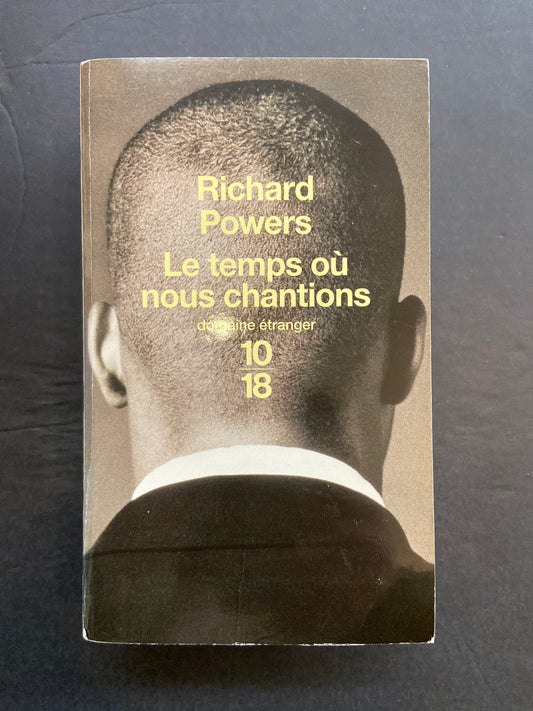 Richard
Powers
Le temps où
nous chantions
domaine étranger
10
18